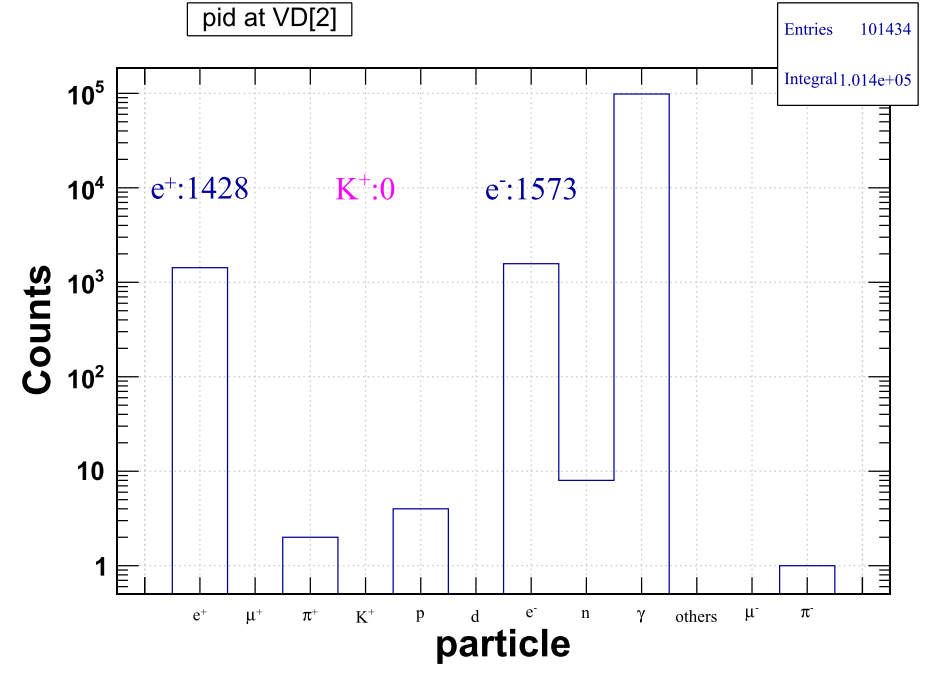 pid at VD[2]
Entries 101434
Integral 1.014e+05
10⁵
10⁴
10³
10²
10
1
Counts
e⁺:1428
K⁺:0
e⁻:1573
e⁺ μ⁺ π⁺ K⁺ p d e⁻ n γ others μ⁻ π⁻
particle